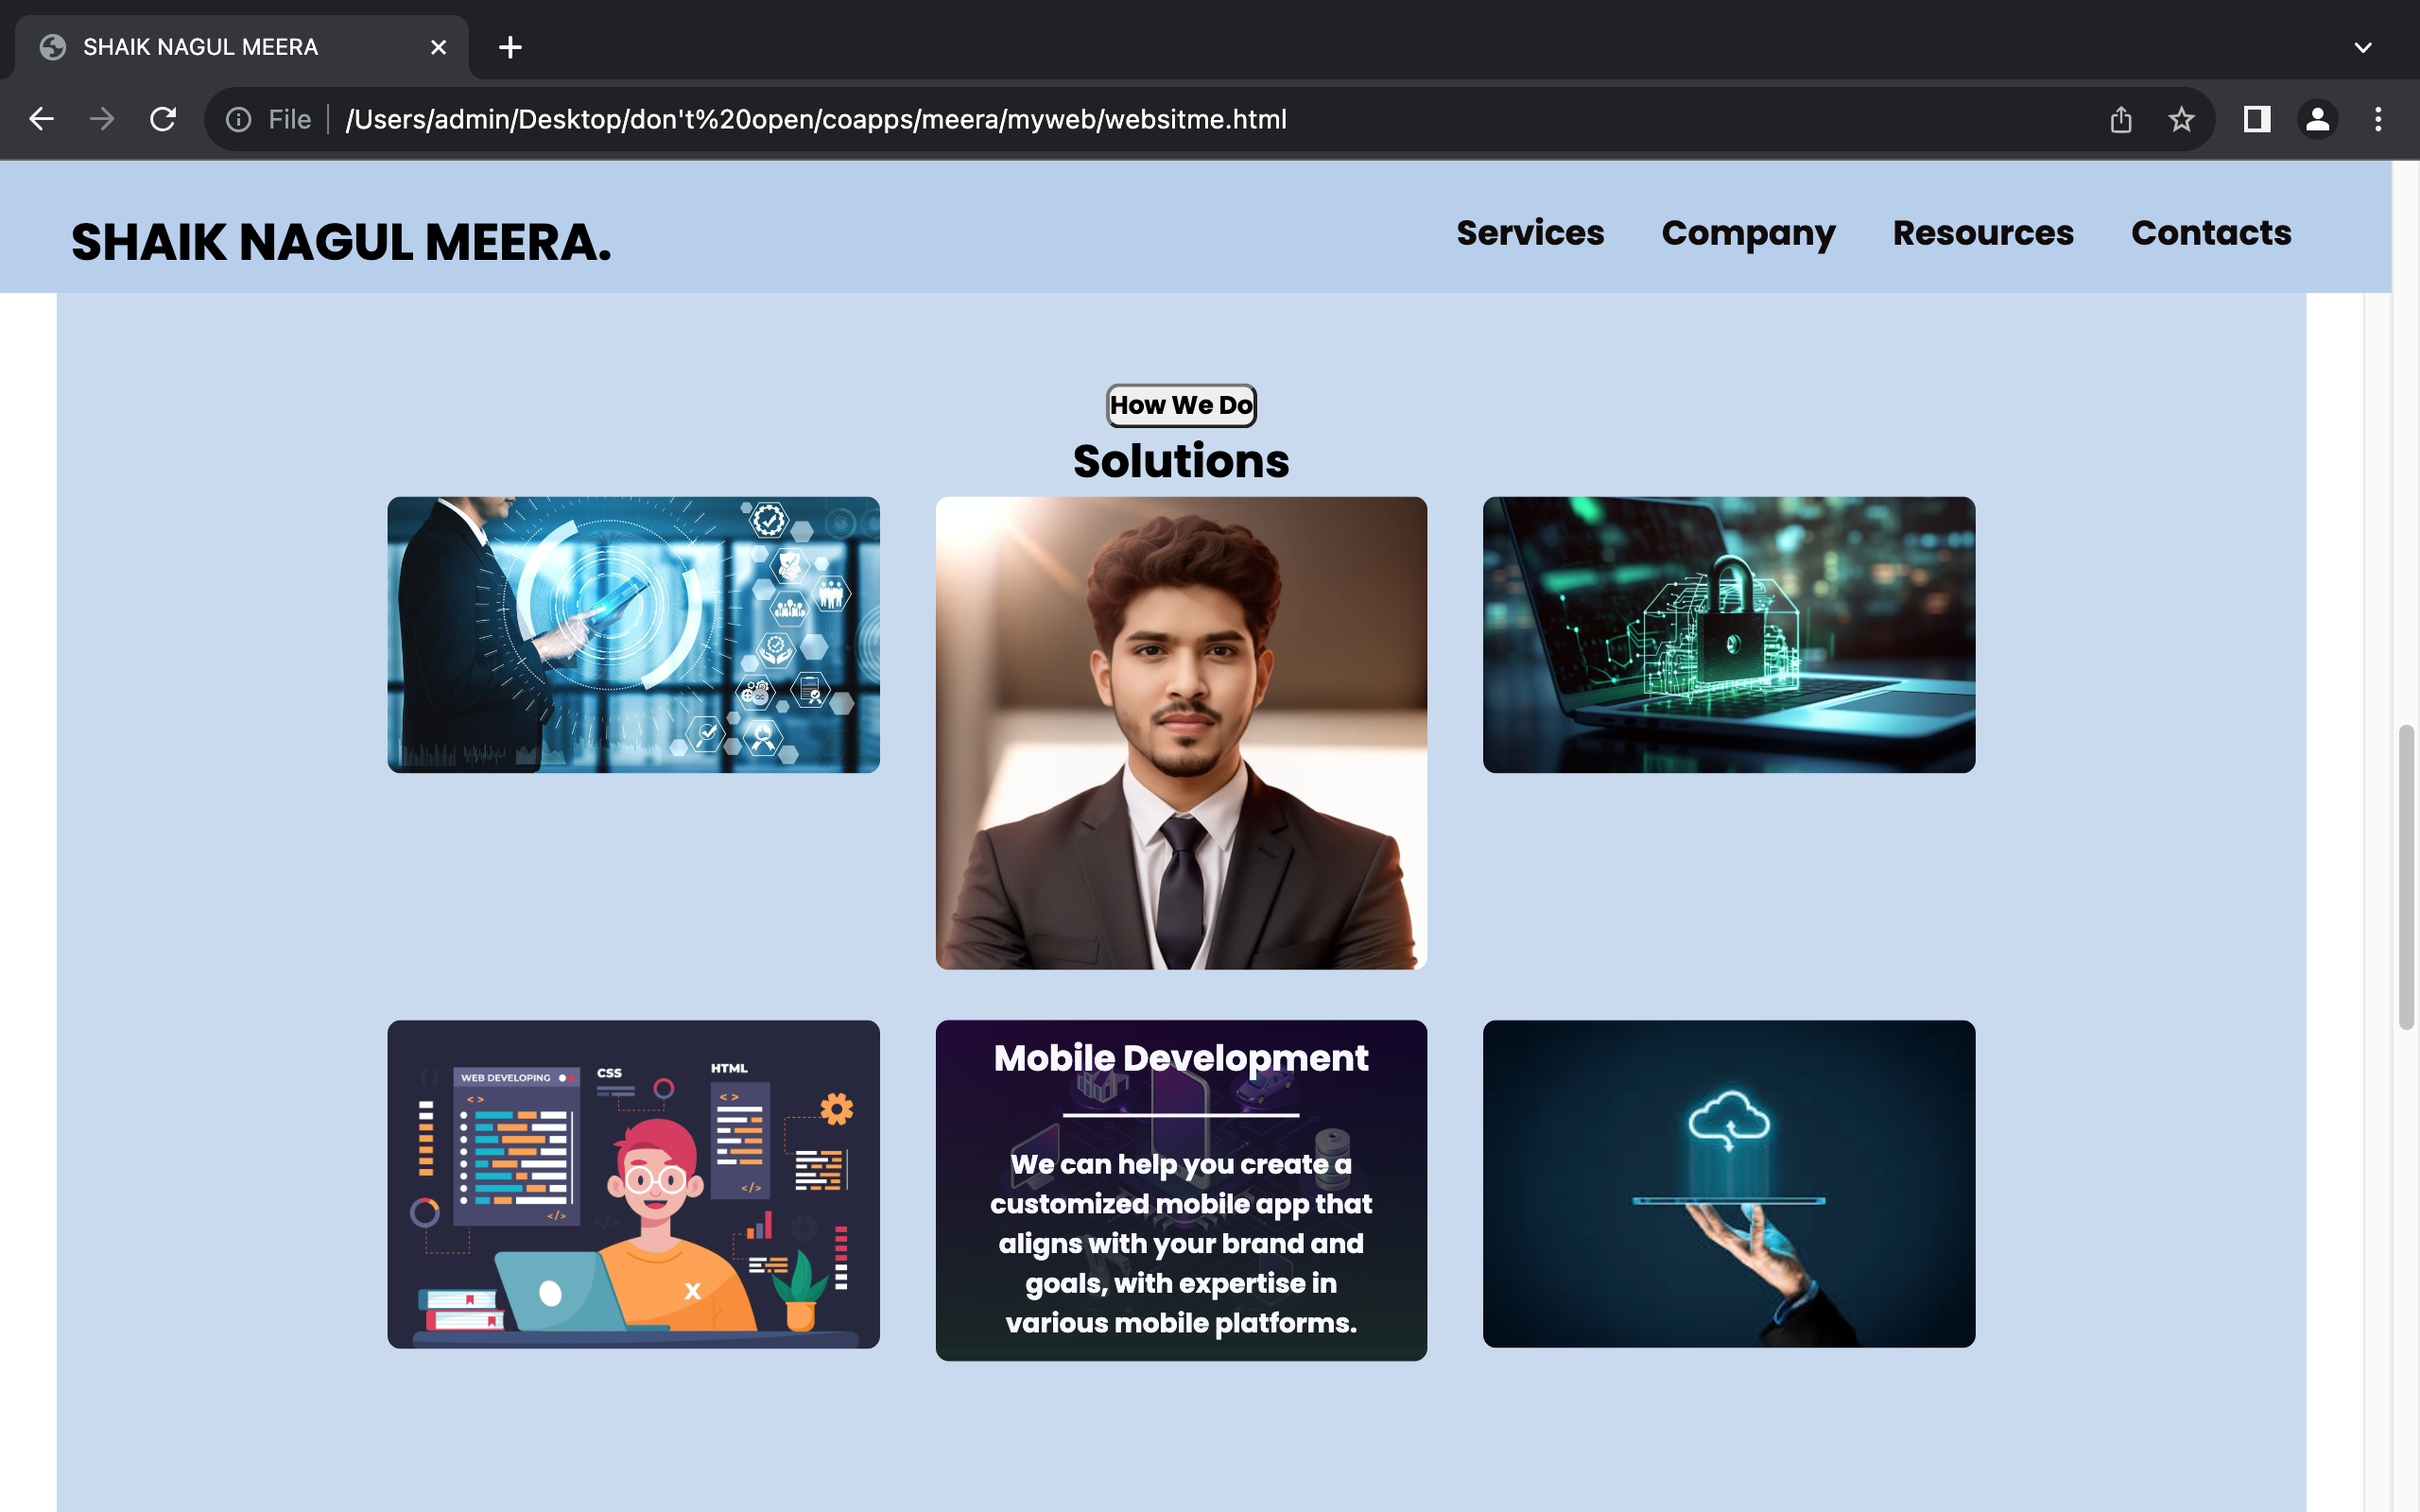 SHAIK NAGUL MEERA
File
/Users/admin/Desktop/don't%20open/coapps/meera/myweb/websitme.html
SHAIK NAGUL MEERA.
Services Company Resources Contacts
How We Do
Solutions
WEB DEVELOPING
CSS
HTML
< >
< >
</>
</>
X
Mobile Development
We can help you create a
customized mobile app that
aligns with your brand and
goals, with expertise in
various mobile platforms.